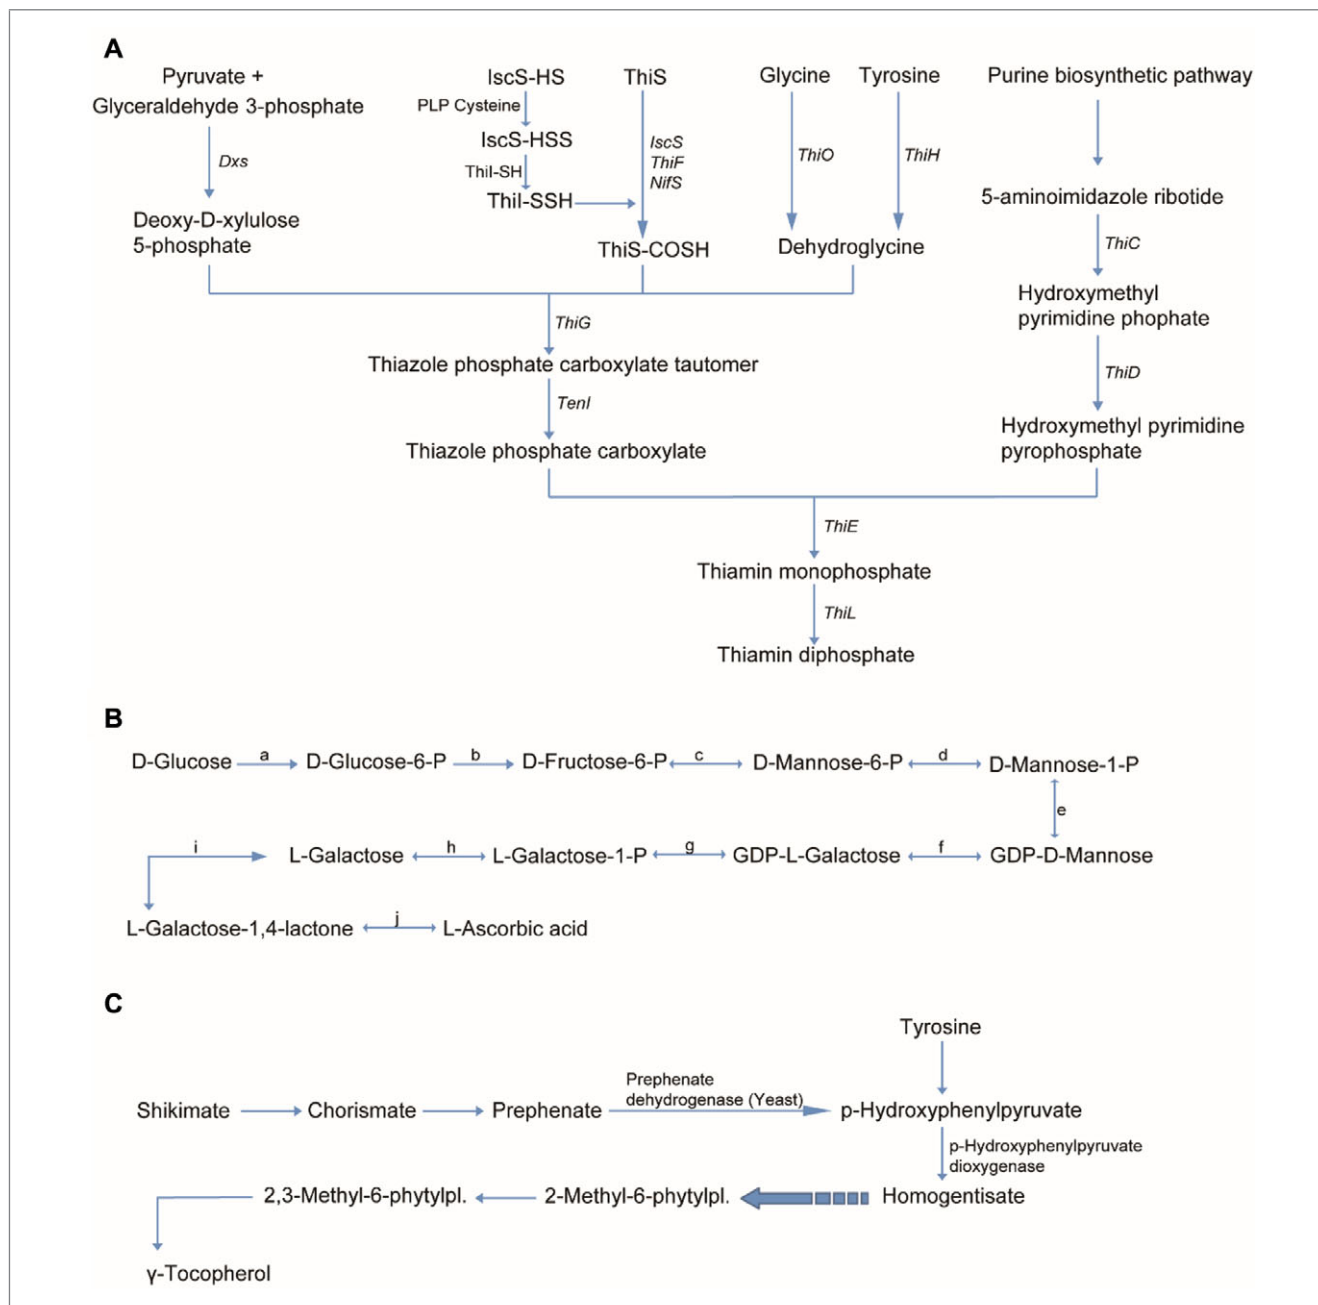 A
Pyruvate +
Glyceraldehyde 3-phosphate
Dxs
Deoxy-D-xylulose
5-phosphate
IscS-HS
PLP Cysteine
IscS-HSS
ThiI-SH
ThiI-SSH
ThiS
IscS
ThiF
NifS
ThiS-COSH
Glycine
Tyrosine
ThiO
ThiH
Dehydroglycine
Purine biosynthetic pathway
5-aminoimidazole ribotide
ThiC
Hydroxymethyl
pyrimidine phophate
ThiD
Hydroxymethyl pyrimidine
pyrophosphate
ThiG
Thiazole phosphate carboxylate tautomer
TenI
Thiazole phosphate carboxylate
ThiE
Thiamin monophosphate
ThiL
Thiamin diphosphate
B
D-Glucose a D-Glucose-6-P b D-Fructose-6-P c D-Mannose-6-P d D-Mannose-1-P
e
i L-Galactose h L-Galactose-1-P g GDP-L-Galactose f GDP-D-Mannose
L-Galactose-1,4-lactone j L-Ascorbic acid
C
Tyrosine
Prephenate
dehydrogenase (Yeast)
Shikimate Chorismate Prephenate p-Hydroxyphenylpyruvate
p-Hydroxyphenylpyruvate
dioxygenase
2,3-Methyl-6-phytylpl. 2-Methyl-6-phytylpl. Homogentisate
γ-Tocopherol